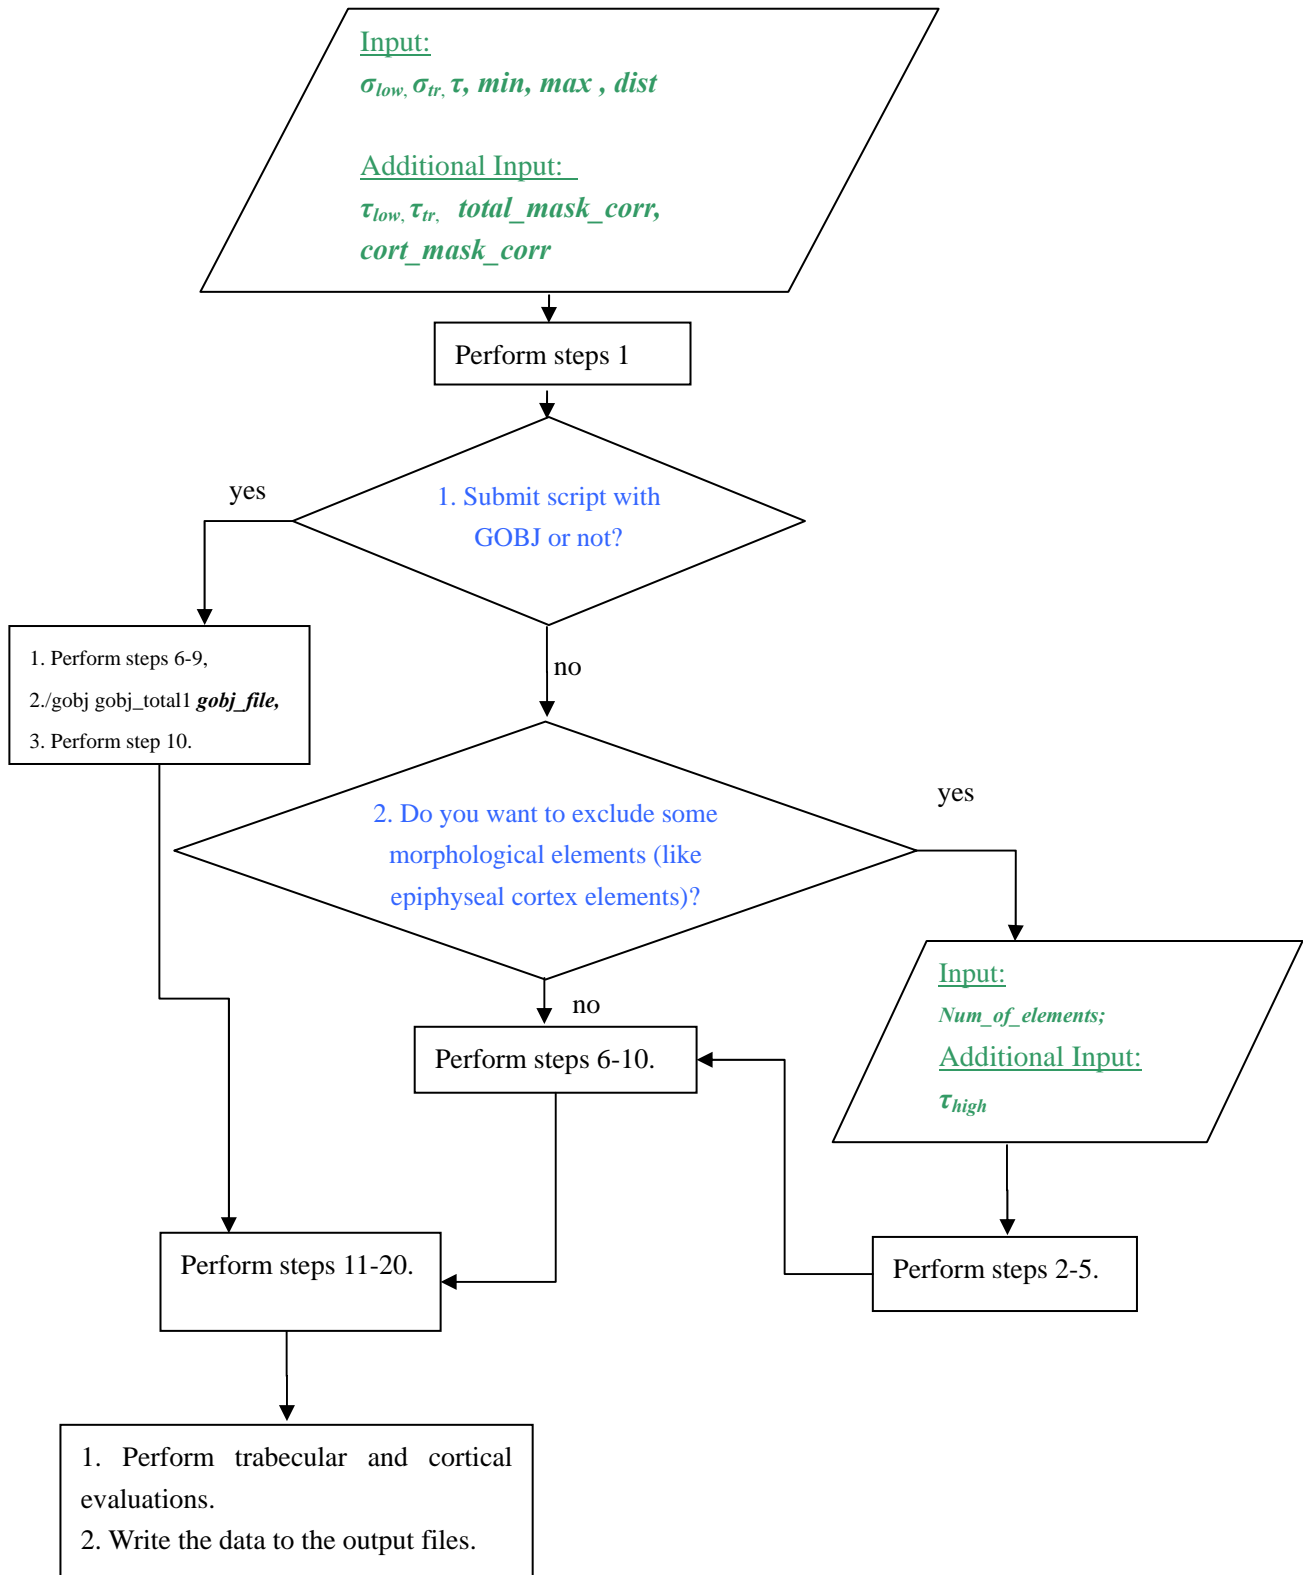 Input:
σlow, σtr, τ, min, max , dist
Additional Input:
τlow, τtr, total_mask_corr,
cort_mask_corr
Perform steps 1
yes
1. Submit script with
GOBJ or not?
1. Perform steps 6-9,
2./gobj gobj_total1 gobj_file,
3. Perform step 10.
no
2. Do you want to exclude some
morphological elements (like
epiphyseal cortex elements)?
yes
Input:
Num_of_elements;
Additional Input:
τhigh
no
Perform steps 6-10.
Perform steps 11-20.
Perform steps 2-5.
1. Perform trabecular and cortical
evaluations.
2. Write the data to the output files.